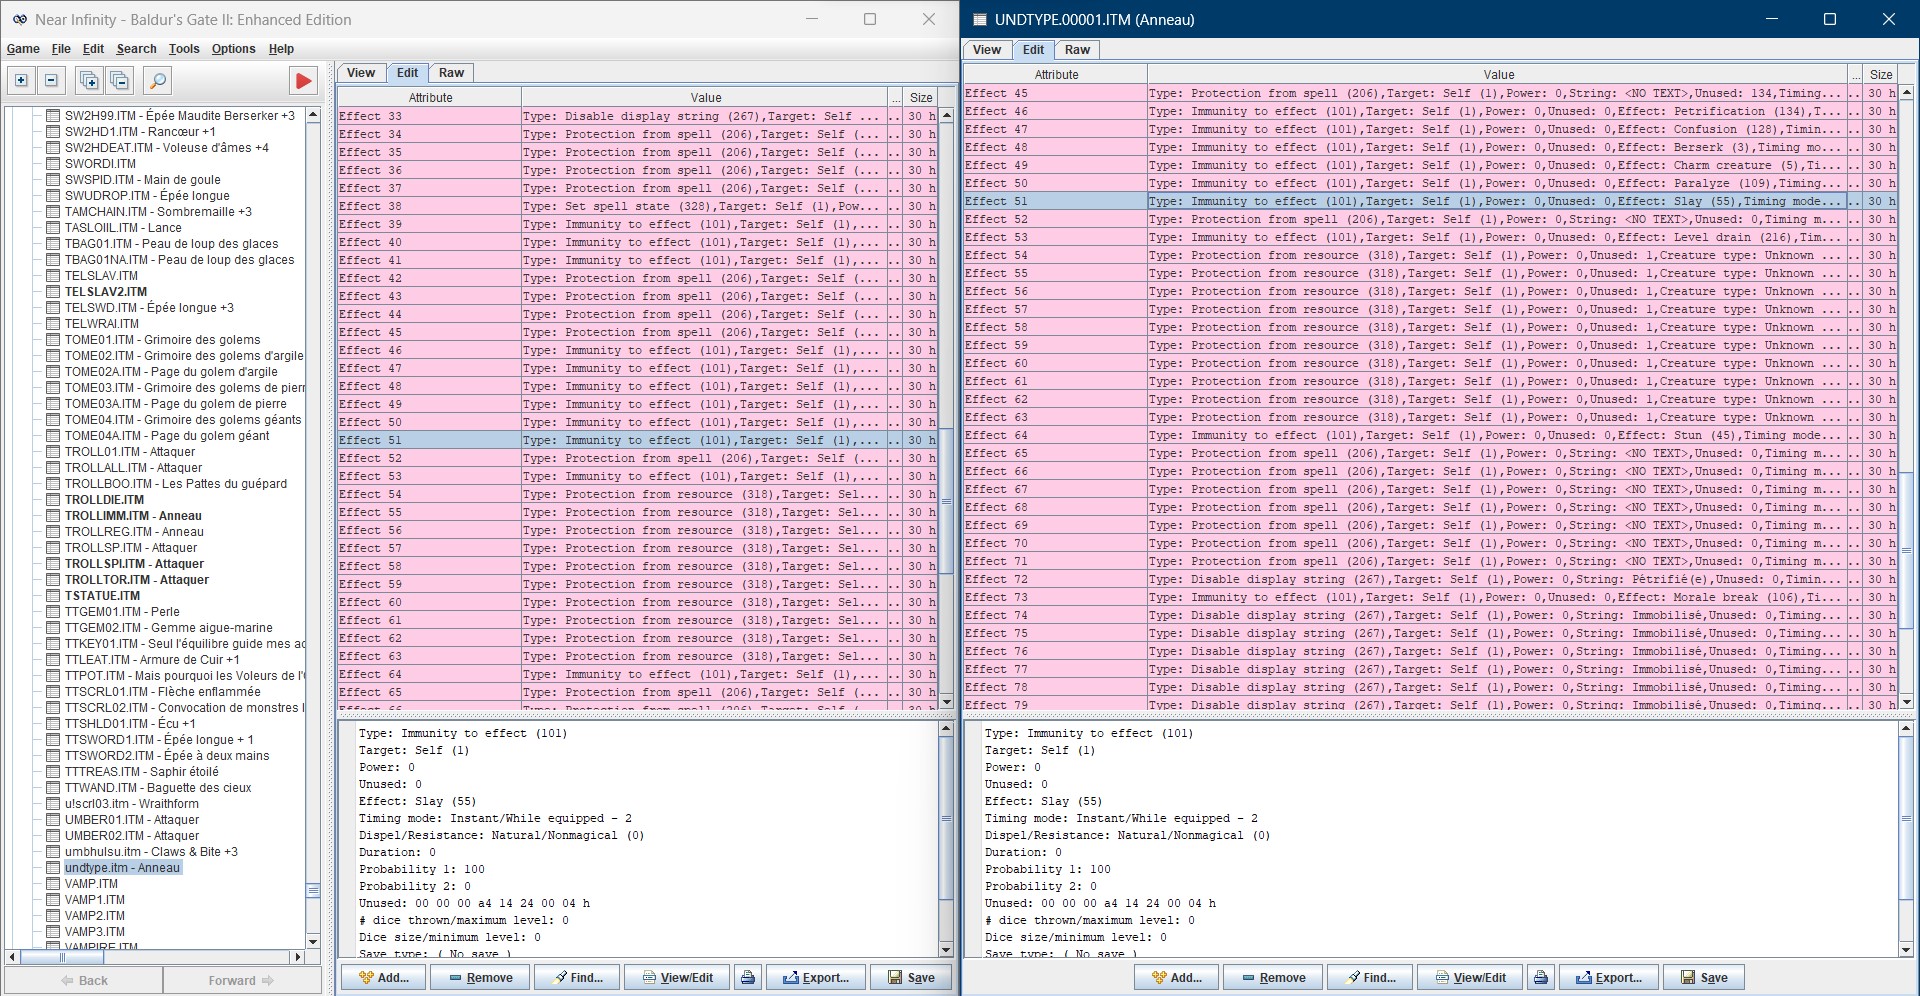 Near Infinity - Baldur's Gate II: Enhanced Edition
Game File Edit Search Tools Options Help
SW2H99.ITM - Épée Maudite Berserker +3
SW2HD1.ITM - Rancœur +1
SW2HDEAT.ITM - Voleuse d'âmes +4
SWORDI.ITM
SWSPID.ITM - Main de goule
SWUDROP.ITM - Épée longue
TAMCHAIN.ITM - Sombremaille +3
TASLOIIL.ITM - Lance
TBAG01.ITM - Peau de loup des glaces
TBAG01NA.ITM - Peau de loup des glaces
TELSLAV.ITM
TELSLAV2.ITM
TELSWD.ITM - Épée longue +3
TELWRAI.ITM
TOME01.ITM - Grimoire des golems
TOME02.ITM - Grimoire des golems d'argile
TOME02A.ITM - Page du golem d'argile
TOME03.ITM - Grimoire des golems de pierr
TOME03A.ITM - Page du golem de pierre
TOME04.ITM - Grimoire des golems géants
TOME04A.ITM - Page du golem géant
TROLL01.ITM - Attaquer
TROLLALL.ITM - Attaquer
TROLLBOO.ITM - Les Pattes du guépard
TROLLDIE.ITM
TROLLIMM.ITM - Anneau
TROLLREG.ITM - Anneau
TROLLSP.ITM - Attaquer
TROLLSPI.ITM - Attaquer
TROLLTOR.ITM - Attaquer
TSTATUE.ITM
TTGEM01.ITM - Perle
TTGEM02.ITM - Gemme aigue-marine
TTKEY01.ITM - Seul l'équilibre guide mes ac
TTLEAT.ITM - Armure de Cuir +1
TTPOT.ITM - Mais pourquoi les Voleurs de l'
TTSCRL01.ITM - Flèche enflammée
TTSCRL02.ITM - Convocation de monstres I
TTSHLD01.ITM - Écu +1
TTSWORD1.ITM - Épée longue + 1
TTSWORD2.ITM - Épée à deux mains
TTTREAS.ITM - Saphir étoilé
TTWAND.ITM - Baguette des cieux
u!scrl03.itm - Wraithform
UMBER01.ITM - Attaquer
UMBER02.ITM - Attaquer
umbhulsu.itm - Claws & Bite +3
undtype.itm - Anneau
VAMP.ITM
VAMP1.ITM
VAMP2.ITM
VAMP3.ITM
VAMPIRE.ITM
Back Forward
View Edit Raw
Attribute Value ... Size
Effect 33 Type: Disable display string (267),Target: Self ... .. 30 h
Effect 34 Type: Protection from spell (206),Target: Self (... .. 30 h
Effect 35 Type: Protection from spell (206),Target: Self (... .. 30 h
Effect 36 Type: Protection from spell (206),Target: Self (... .. 30 h
Effect 37 Type: Protection from spell (206),Target: Self (... .. 30 h
Effect 38 Type: Set spell state (328),Target: Self (1),Pow... .. 30 h
Effect 39 Type: Immunity to effect (101),Target: Self (1),... .. 30 h
Effect 40 Type: Immunity to effect (101),Target: Self (1),... .. 30 h
Effect 41 Type: Immunity to effect (101),Target: Self (1),... .. 30 h
Effect 42 Type: Protection from spell (206),Target: Self (... .. 30 h
Effect 43 Type: Protection from spell (206),Target: Self (... .. 30 h
Effect 44 Type: Protection from spell (206),Target: Self (... .. 30 h
Effect 45 Type: Protection from spell (206),Target: Self (... .. 30 h
Effect 46 Type: Immunity to effect (101),Target: Self (1),... .. 30 h
Effect 47 Type: Immunity to effect (101),Target: Self (1),... .. 30 h
Effect 48 Type: Immunity to effect (101),Target: Self (1),... .. 30 h
Effect 49 Type: Immunity to effect (101),Target: Self (1),... .. 30 h
Effect 50 Type: Immunity to effect (101),Target: Self (1),... .. 30 h
Effect 51 Type: Immunity to effect (101),Target: Self (1),... .. 30 h
Effect 52 Type: Protection from spell (206),Target: Self (... .. 30 h
Effect 53 Type: Immunity to effect (101),Target: Self (1),... .. 30 h
Effect 54 Type: Protection from resource (318),Target: Sel... .. 30 h
Effect 55 Type: Protection from resource (318),Target: Sel... .. 30 h
Effect 56 Type: Protection from resource (318),Target: Sel... .. 30 h
Effect 57 Type: Protection from resource (318),Target: Sel... .. 30 h
Effect 58 Type: Protection from resource (318),Target: Sel... .. 30 h
Effect 59 Type: Protection from resource (318),Target: Sel... .. 30 h
Effect 60 Type: Protection from resource (318),Target: Sel... .. 30 h
Effect 61 Type: Protection from resource (318),Target: Sel... .. 30 h
Effect 62 Type: Protection from resource (318),Target: Sel... .. 30 h
Effect 63 Type: Protection from resource (318),Target: Sel... .. 30 h
Effect 64 Type: Immunity to effect (101),Target: Self (1),... .. 30 h
Effect 65 Type: Protection from spell (206),Target: Self (... .. 30 h
Effect 66 Type: Protection from spell (206),Target: Self (... .. 30 h
Type: Immunity to effect (101)
Target: Self (1)
Power: 0
Unused: 0
Effect: Slay (55)
Timing mode: Instant/While equipped - 2
Dispel/Resistance: Natural/Nonmagical (0)
Duration: 0
Probability 1: 100
Probability 2: 0
Unused: 00 00 00 a4 14 24 00 04 h
# dice thrown/maximum level: 0
Dice size/minimum level: 0
Save type: ( No save )
Add... Remove Find... View/Edit Export... Save
UNDTYPE.00001.ITM (Anneau)
View Edit Raw
Attribute Value ... Size
Effect 45 Type: Protection from spell (206),Target: Self (1),Power: 0,String: <NO TEXT>,Unused: 134,Timing... .. 30 h
Effect 46 Type: Immunity to effect (101),Target: Self (1),Power: 0,Unused: 0,Effect: Petrification (134),T... .. 30 h
Effect 47 Type: Immunity to effect (101),Target: Self (1),Power: 0,Unused: 0,Effect: Confusion (128),Timin... .. 30 h
Effect 48 Type: Immunity to effect (101),Target: Self (1),Power: 0,Unused: 0,Effect: Berserk (3),Timing mo... .. 30 h
Effect 49 Type: Immunity to effect (101),Target: Self (1),Power: 0,Unused: 0,Effect: Charm creature (5),Ti... .. 30 h
Effect 50 Type: Immunity to effect (101),Target: Self (1),Power: 0,Unused: 0,Effect: Paralyze (109),Timing... .. 30 h
Effect 51 Type: Immunity to effect (101),Target: Self (1),Power: 0,Unused: 0,Effect: Slay (55),Timing mode... .. 30 h
Effect 52 Type: Protection from spell (206),Target: Self (1),Power: 0,String: <NO TEXT>,Unused: 0,Timing m... .. 30 h
Effect 53 Type: Immunity to effect (101),Target: Self (1),Power: 0,Unused: 0,Effect: Level drain (216),Tim... .. 30 h
Effect 54 Type: Protection from resource (318),Target: Self (1),Power: 0,Unused: 1,Creature type: Unknown ... .. 30 h
Effect 55 Type: Protection from resource (318),Target: Self (1),Power: 0,Unused: 1,Creature type: Unknown ... .. 30 h
Effect 56 Type: Protection from resource (318),Target: Self (1),Power: 0,Unused: 1,Creature type: Unknown ... .. 30 h
Effect 57 Type: Protection from resource (318),Target: Self (1),Power: 0,Unused: 1,Creature type: Unknown ... .. 30 h
Effect 58 Type: Protection from resource (318),Target: Self (1),Power: 0,Unused: 1,Creature type: Unknown ... .. 30 h
Effect 59 Type: Protection from resource (318),Target: Self (1),Power: 0,Unused: 1,Creature type: Unknown ... .. 30 h
Effect 60 Type: Protection from resource (318),Target: Self (1),Power: 0,Unused: 1,Creature type: Unknown ... .. 30 h
Effect 61 Type: Protection from resource (318),Target: Self (1),Power: 0,Unused: 1,Creature type: Unknown ... .. 30 h
Effect 62 Type: Protection from resource (318),Target: Self (1),Power: 0,Unused: 1,Creature type: Unknown ... .. 30 h
Effect 63 Type: Protection from resource (318),Target: Self (1),Power: 0,Unused: 1,Creature type: Unknown ... .. 30 h
Effect 64 Type: Immunity to effect (101),Target: Self (1),Power: 0,Unused: 0,Effect: Stun (45),Timing mode... .. 30 h
Effect 65 Type: Protection from spell (206),Target: Self (1),Power: 0,String: <NO TEXT>,Unused: 0,Timing m... .. 30 h
Effect 66 Type: Protection from spell (206),Target: Self (1),Power: 0,String: <NO TEXT>,Unused: 0,Timing m... .. 30 h
Effect 67 Type: Protection from spell (206),Target: Self (1),Power: 0,String: <NO TEXT>,Unused: 0,Timing m... .. 30 h
Effect 68 Type: Protection from spell (206),Target: Self (1),Power: 0,String: <NO TEXT>,Unused: 0,Timing m... .. 30 h
Effect 69 Type: Protection from spell (206),Target: Self (1),Power: 0,String: <NO TEXT>,Unused: 0,Timing m... .. 30 h
Effect 70 Type: Protection from spell (206),Target: Self (1),Power: 0,String: <NO TEXT>,Unused: 0,Timing m... .. 30 h
Effect 71 Type: Protection from spell (206),Target: Self (1),Power: 0,String: <NO TEXT>,Unused: 0,Timing m... .. 30 h
Effect 72 Type: Disable display string (267),Target: Self (1),Power: 0,String: Pétrifié(e),Unused: 0,Timin... .. 30 h
Effect 73 Type: Immunity to effect (101),Target: Self (1),Power: 0,Unused: 0,Effect: Morale break (106),Ti... .. 30 h
Effect 74 Type: Disable display string (267),Target: Self (1),Power: 0,String: Immobilisé,Unused: 0,Timing... .. 30 h
Effect 75 Type: Disable display string (267),Target: Self (1),Power: 0,String: Immobilisé,Unused: 0,Timing... .. 30 h
Effect 76 Type: Disable display string (267),Target: Self (1),Power: 0,String: Immobilisé,Unused: 0,Timing... .. 30 h
Effect 77 Type: Disable display string (267),Target: Self (1),Power: 0,String: Immobilisé,Unused: 0,Timing... .. 30 h
Effect 78 Type: Disable display string (267),Target: Self (1),Power: 0,String: Immobilisé,Unused: 0,Timing... .. 30 h
Effect 79 Type: Disable display string (267),Target: Self (1),Power: 0,String: Immobilisé,Unused: 0,Timing... .. 30 h
Type: Immunity to effect (101)
Target: Self (1)
Power: 0
Unused: 0
Effect: Slay (55)
Timing mode: Instant/While equipped - 2
Dispel/Resistance: Natural/Nonmagical (0)
Duration: 0
Probability 1: 100
Probability 2: 0
Unused: 00 00 00 a4 14 24 00 04 h
# dice thrown/maximum level: 0
Dice size/minimum level: 0
Save type: ( No save )
Add... Remove Find... View/Edit Export... Save